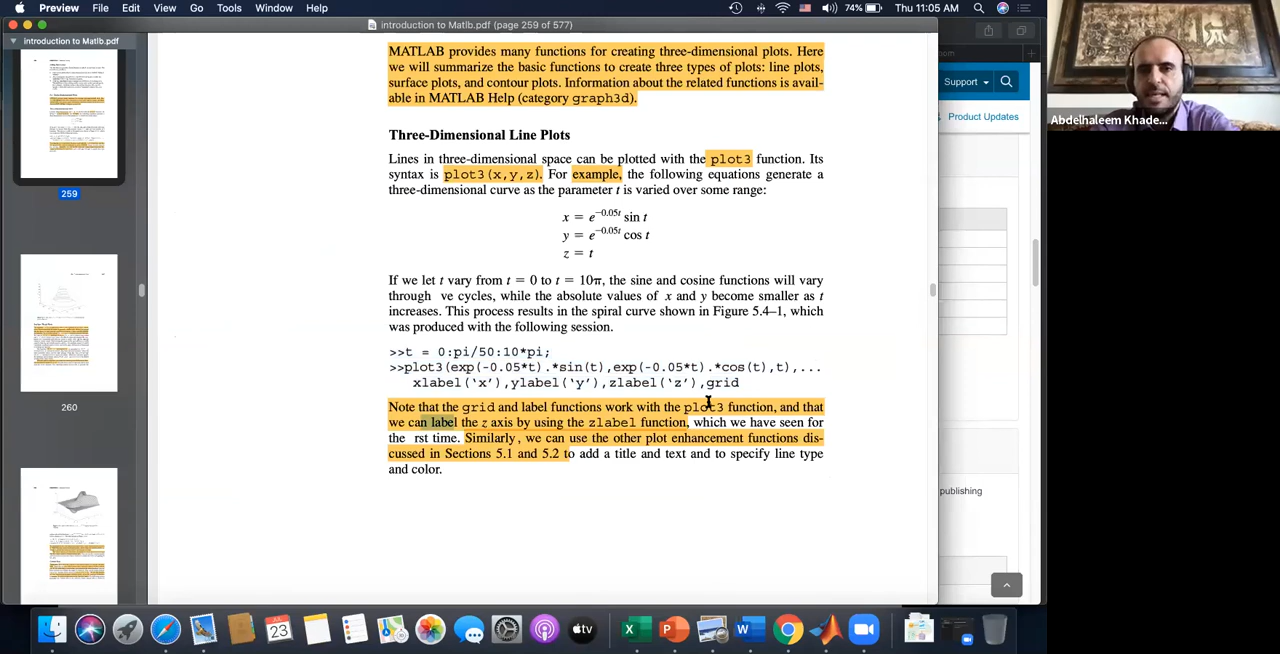 Preview File Edit View Go Tools Window Help
74% Thu 11:05 AM
introduction to Matlb.pdf (page 259 of 577)
introduction to Matlb.pdf
MATLAB provides many functions for creating three-dimensional plots. Here
we will summarize the basic functions to create three types of plots: line plots,
surface plots, and contour plots. Information about the related functions is avail-
able in MATLAB Help (category graph3d).
Three-Dimensional Line Plots
Lines in three-dimensional space can be plotted with the plot3 function. Its
syntax is plot3(x,y,z). For example, the following equations generate a
three-dimensional curve as the parameter t is varied over some range:
x = e^−0.05t sin t
y = e^−0.05t cos t
z = t
If we let t vary from t = 0 to t = 10π, the sine and cosine functions will vary
through ve cycles, while the absolute values of x and y become smaller as t
increases. This process results in the spiral curve shown in Figure 5.4–1, which
was produced with the following session.
>>t = 0:pi/50:10*pi;
>>plot3(exp(-0.05*t).*sin(t),exp(-0.05*t).*cos(t),t),...
xlabel(‘x’),ylabel(‘y’),zlabel(‘z’),grid
Note that the grid and label functions work with the plot3 function, and that
we can label the z axis by using the zlabel function, which we have seen for
the rst time. Similarly, we can use the other plot enhancement functions dis-
cussed in Sections 5.1 and 5.2 to add a title and text and to specify line type
and color.
259
260
om
Support
Product Updates
publishing
Abdelhaleem Khade...
JUL
23
tv
X
P
W